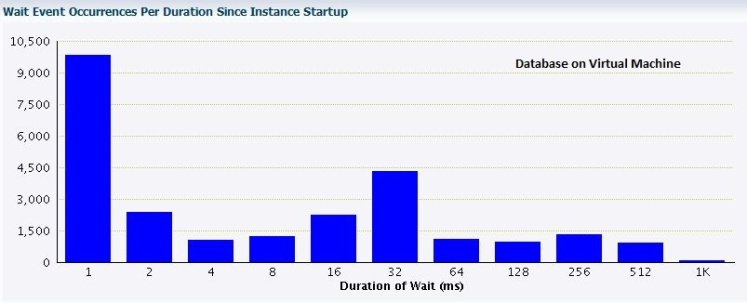 Wait Event Occurrences Per Duration Since Instance Startup
Database on Virtual Machine
10,500
9,000
7,500
6,000
4,500
3,000
1,500
0
1 2 4 8 16 32 64 128 256 512 1K
Duration of Wait (ms)